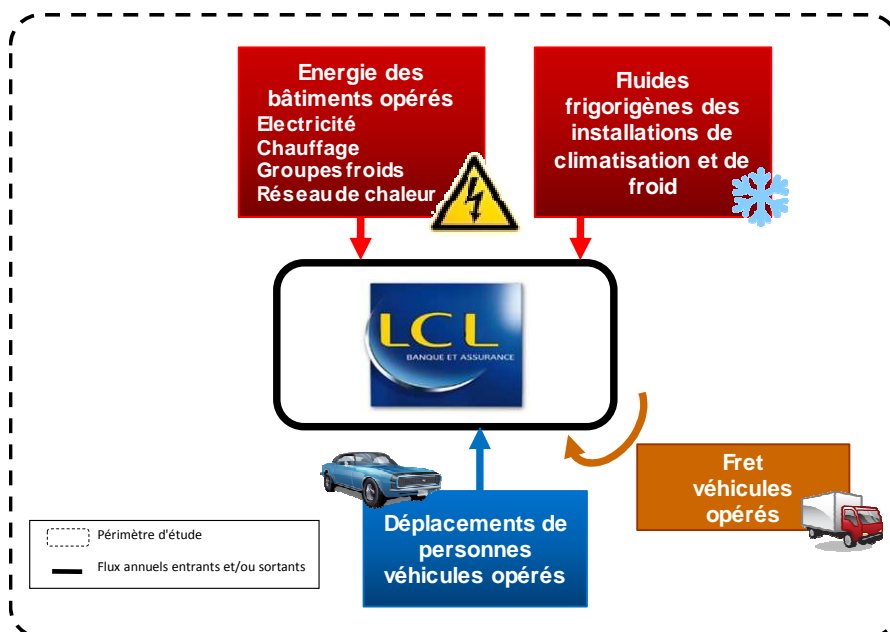 Energie des
bâtiments opérés
Electricité
Chauffage
Groupes froids
Réseau de chaleur
Fluides
frigorigènes des
installations de
climatisation et de
froid
LCL
BANQUE ET ASSURANCE
Fret
véhicules
opérés
Déplacements de
personnes
véhicules opérés
Périmètre d'étude
Flux annuels entrants et/ou sortants